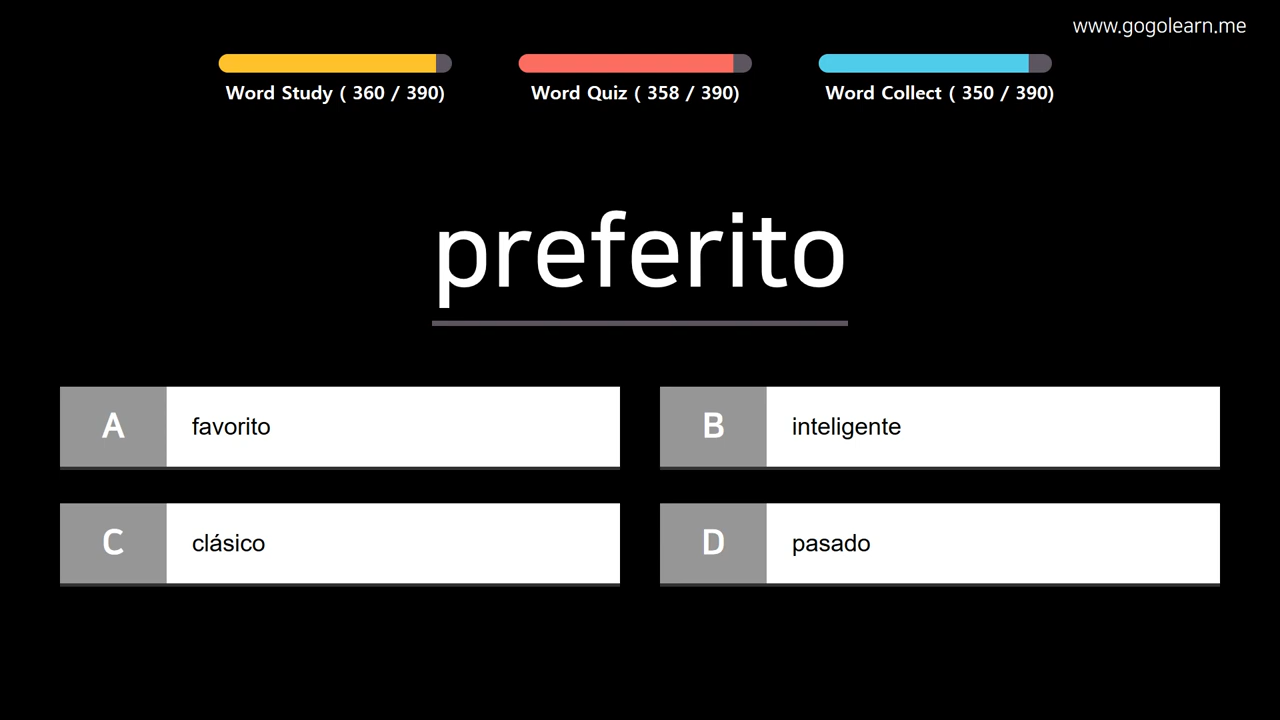 www.gogolearn.me
Word Study ( 360 / 390)
Word Quiz ( 358 / 390)
Word Collect ( 350 / 390)
preferito
A favorito
B inteligente
C clásico
D pasado